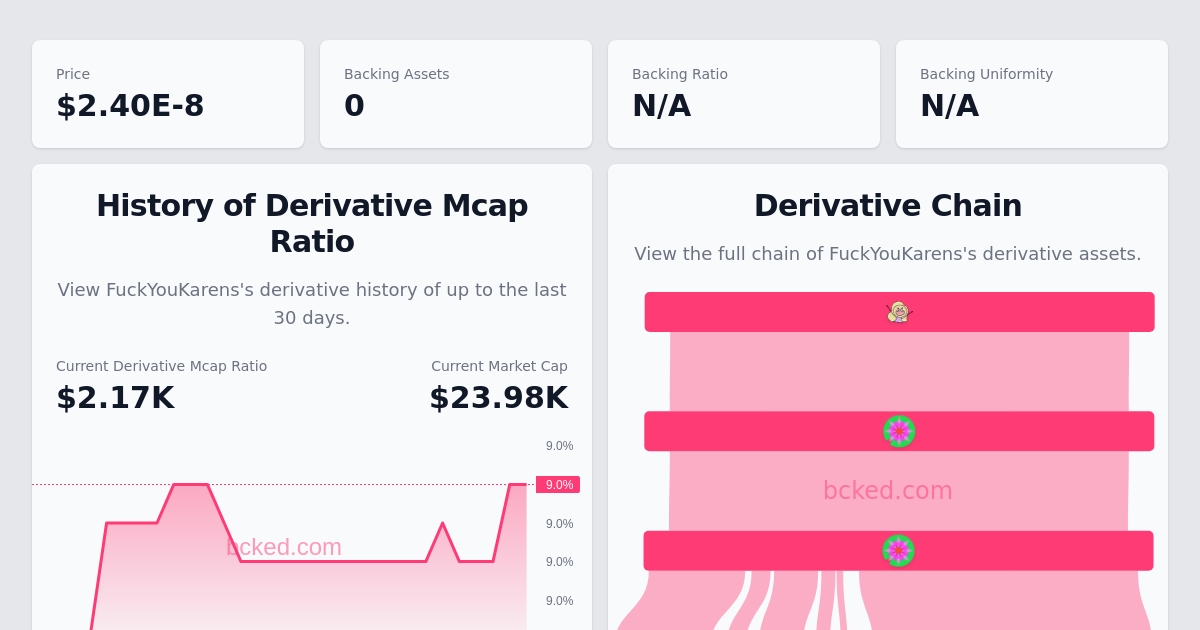 Price
$2.40E-8
Backing Assets
0
Backing Ratio
N/A
Backing Uniformity
N/A
History of Derivative Mcap
Ratio
View FuckYouKarens's derivative history of up to the last
30 days.
Current Derivative Mcap Ratio
$2.17K
Current Market Cap
$23.98K
9.0%
9.0%
9.0%
9.0%
9.0%
bcked.com
Derivative Chain
View the full chain of FuckYouKarens's derivative assets.
bcked.com